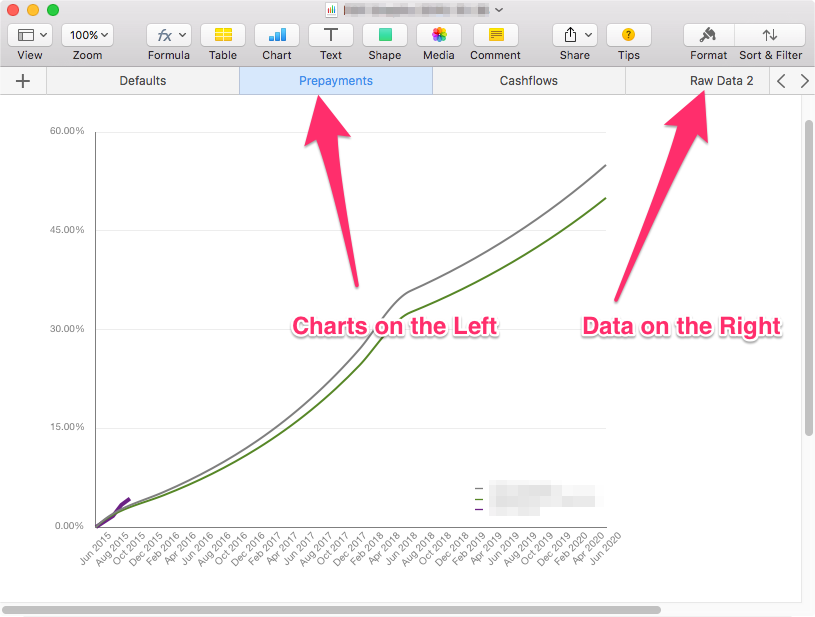 100%
View
Zoom
Formula
Table
Chart
Text
Shape
Media
Comment
Share
Tips
Format
Sort & Filter
Defaults
Prepayments
Cashflows
Raw Data 2
60.00%
45.00%
30.00%
15.00%
0.00%
Charts on the Left
Data on the Right
Jun 2015
Aug 2015
Oct 2015
Dec 2015
Feb 2016
Apr 2016
Jun 2016
Aug 2016
Oct 2016
Dec 2016
Feb 2017
Apr 2017
Jun 2017
Aug 2017
Oct 2017
Dec 2017
Feb 2018
Apr 2018
Jun 2018
Aug 2018
Oct 2018
Dec 2018
Feb 2019
Apr 2019
Jun 2019
Aug 2019
Oct 2019
Dec 2019
Feb 2020
Apr 2020
Jun 2020